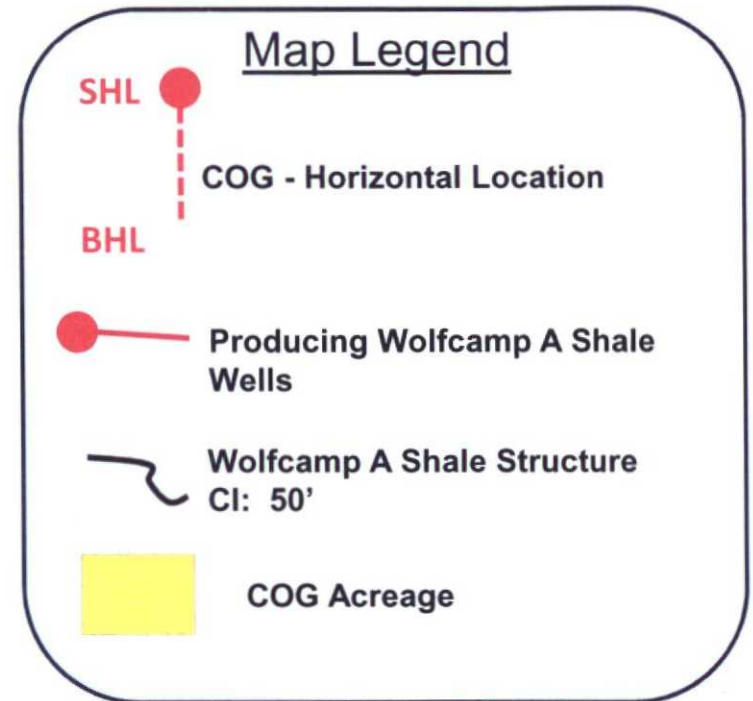 Map Legend
SHL
COG - Horizontal Location
BHL
Producing Wolfcamp A Shale
Wells
Wolfcamp A Shale Structure
CI: 50'
COG Acreage